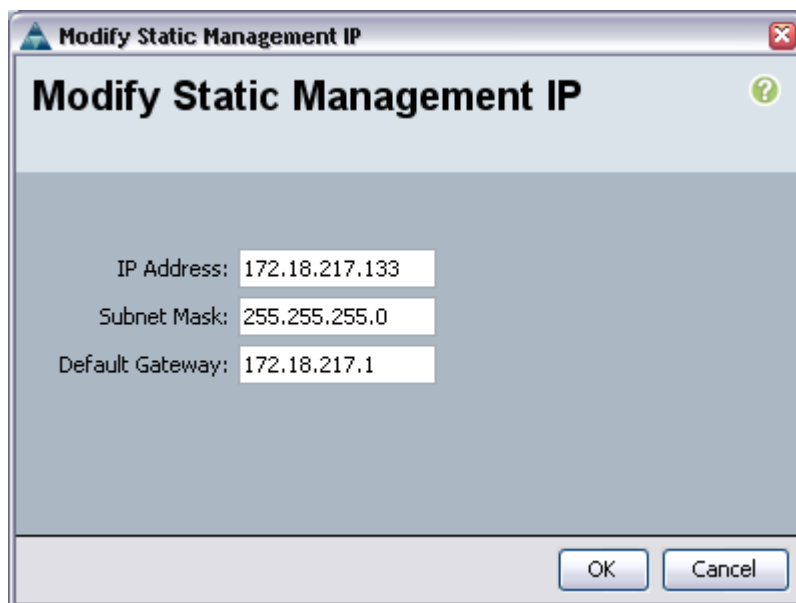 Modify Static Management IP
Modify Static Management IP
?
IP Address: 172.18.217.133
Subnet Mask: 255.255.255.0
Default Gateway: 172.18.217.1
OK Cancel